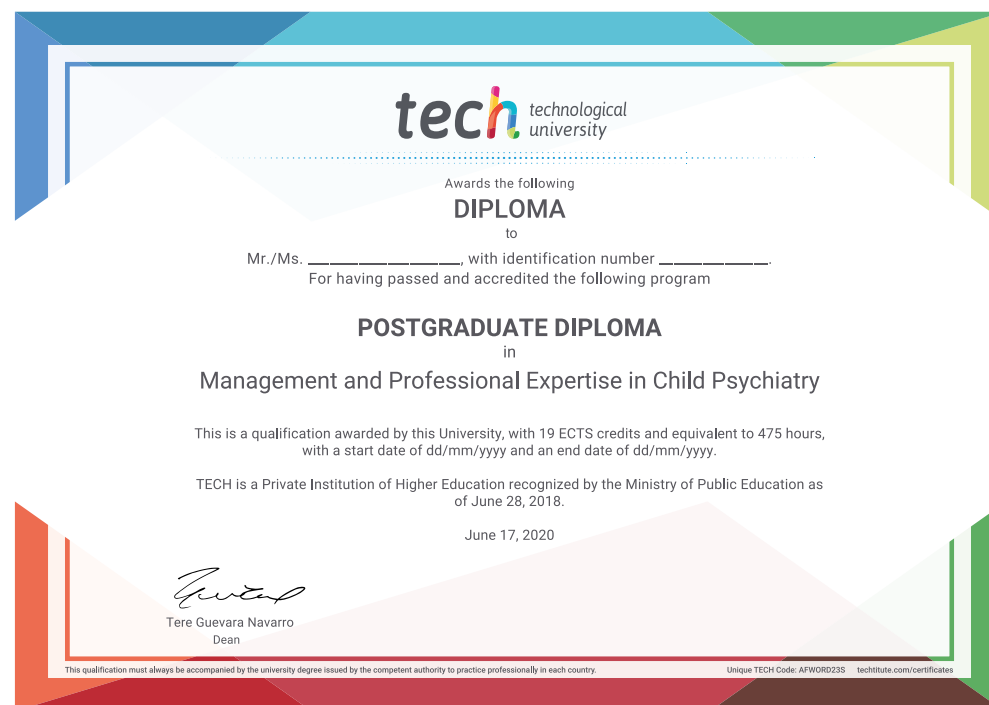 tech technological
university
Awards the following
DIPLOMA
to
Mr./Ms. ____________________, with identification number ______________.
For having passed and accredited the following program
POSTGRADUATE DIPLOMA
in
Management and Professional Expertise in Child Psychiatry
This is a qualification awarded by this University, with 19 ECTS credits and equivalent to 475 hours,
with a start date of dd/mm/yyyy and an end date of dd/mm/yyyy.
TECH is a Private Institution of Higher Education recognized by the Ministry of Public Education as
of June 28, 2018.
June 17, 2020
Tere Guevara Navarro
Dean
This qualification must always be accompanied by the university degree issued by the competent authority to practice professionally in each country. Unique TECH Code: AFWORD23S techtitute.com/certificates